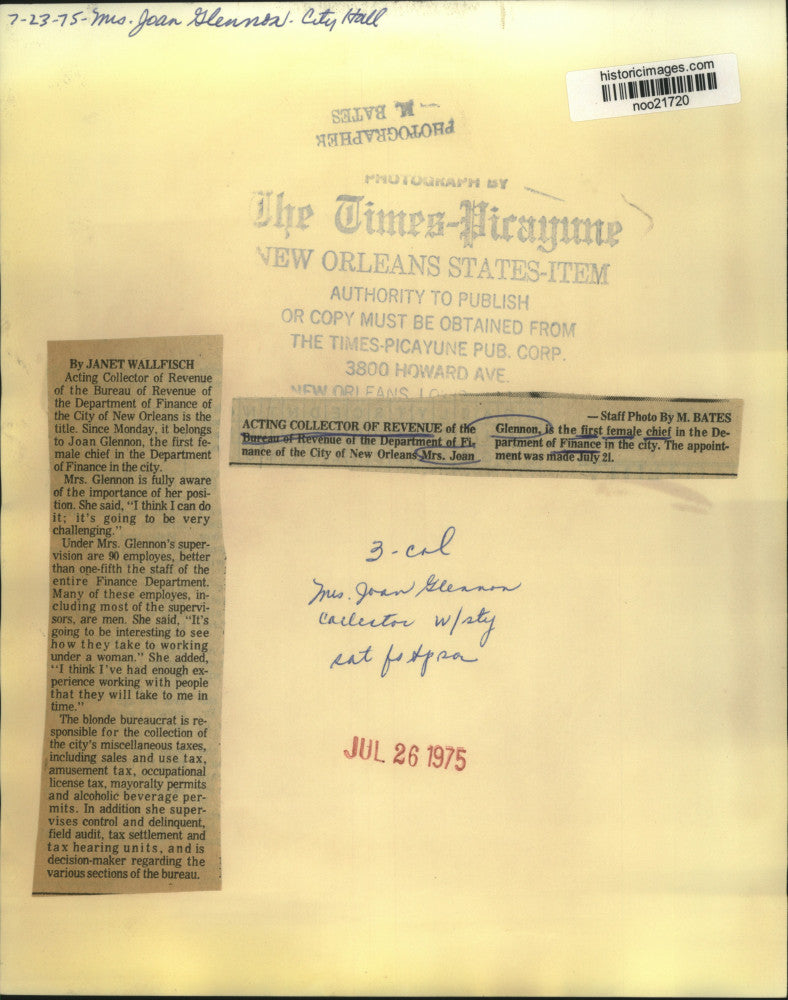 7-23-75-Mrs. Joan Glennon - City Hall
historicimages.com
noo21720
PHOTOGRAPHER
M. BATES
PHOTOGRAPH BY
The Times-Picayune
NEW ORLEANS STATES-ITEM
AUTHORITY TO PUBLISH
OR COPY MUST BE OBTAINED FROM
THE TIMES-PICAYUNE PUB. CORP.
3800 HOWARD AVE.
NEW ORLEANS
By JANET WALLFISCH
Acting Collector of Revenue
of the Bureau of Revenue of
the Department of Finance of
the City of New Orleans is the
title. Since Monday, it belongs
to Joan Glennon, the first fe-
male chief in the Department
of Finance in the city.
Mrs. Glennon is fully aware
of the importance of her posi-
tion. She said, "I think I can do
it; it's going to be very
challenging."
Under Mrs. Glennon's super-
vision are 90 employes, better
than one-fifth the staff of the
entire Finance Department.
Many of these employes, in-
cluding most of the supervi-
sors, are men. She said, "It's
going to be interesting to see
how they take to working
under a woman." She added,
"I think I've had enough ex-
perience working with people
that they will take to me in
time."
The blonde bureaucrat is re-
sponsible for the collection of
the city's miscellaneous taxes,
including sales and use tax,
amusement tax, occupational
license tax, mayoralty permits
and alcoholic beverage per-
mits. In addition she super-
vises control and delinquent,
field audit, tax settlement and
tax hearing units, and is
decision-maker regarding the
various sections of the bureau.
—Staff Photo By M. BATES
ACTING COLLECTOR OF REVENUE of the
Bureau of Revenue of the Department of Fi-
nance of the City of New Orleans Mrs. Joan
Glennon, is the first female chief in the De-
partment of Finance in the city. The appoint-
ment was made July 21.
3-col
Mrs. Joan Glennon
Collector w/sty
sat
JUL 26 1975